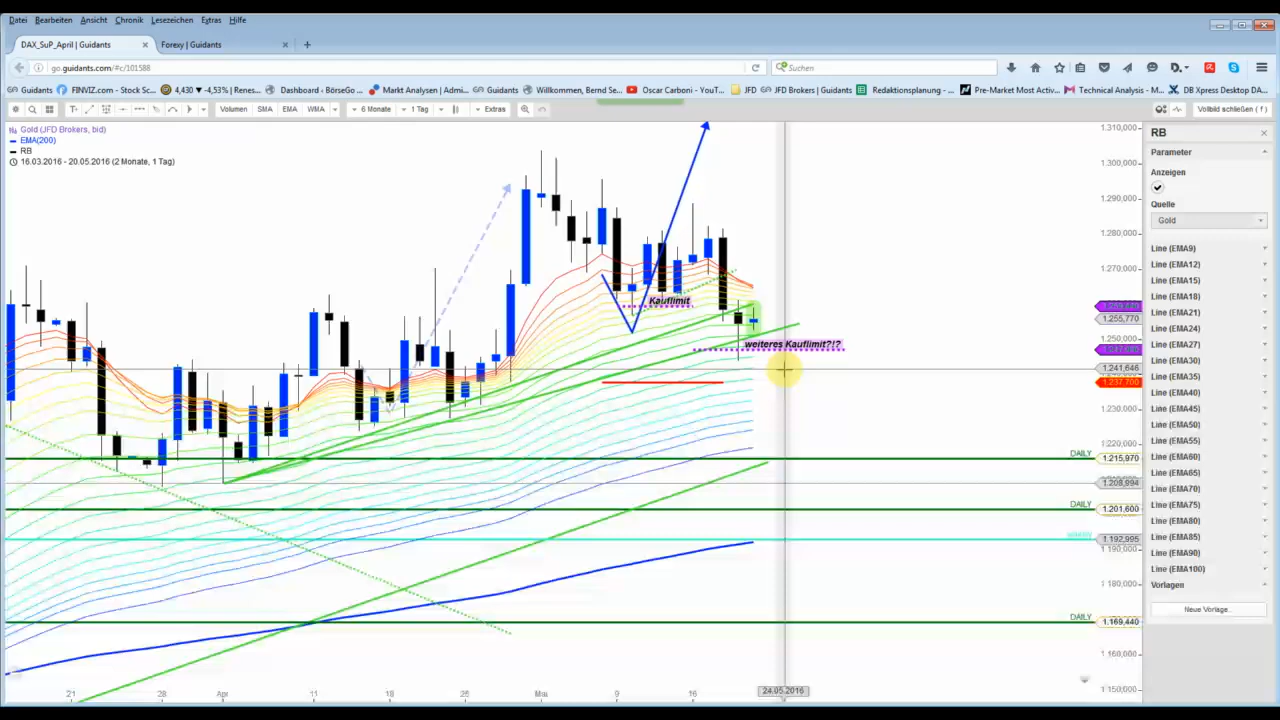 Datei Bearbeiten Ansicht Chronik Lesezeichen Extras Hilfe
DAX_SuP_April | Guidants × Forexy | Guidants × +
go.guidants.com/#c/101588 Suchen
Guidants FINVIZ.com - Stock Sc... 4,430 ▾ -4,53% | Renes... Dashboard - BörseGo ... Markt Analysen | Admi... Guidants Willkommen, Bernd Se... Oscar Carboni - YouT... JFD JFD Brokers | Guidants Redaktionsplanung - ... Pre-Market Most Activ... Technical Analysis - M... DB Xpress Desktop DA...
Volumen SMA EMA WMA 6 Monate 1 Tag Extras Vollbild schließen (f11)
Gold (JFD Brokers, bid)
EMA(200)
RB
16.03.2016 - 20.05.2016 (2 Monate, 1 Tag)
Kauflimit
weiteres Kauflimit?!?
DAILY
DAILY
DAILY
1.310,000
1.300,000
1.290,000
1.280,000
1.270,000
1.255,770
1.250,000
1.241,646
1.237,700
1.230,000
1.220,000
1.215,970
1.208,994
1.201,600
1.192,995
1.190,000
1.180,000
1.169,440
1.160,000
1.150,000
21 28 Apr 11 18 25 Mai 9 16 24.05.2016
RB ×
Parameter
Anzeigen
Quelle
Gold
Line (EMA9)
Line (EMA12)
Line (EMA15)
Line (EMA18)
Line (EMA21)
Line (EMA24)
Line (EMA27)
Line (EMA30)
Line (EMA35)
Line (EMA40)
Line (EMA45)
Line (EMA50)
Line (EMA55)
Line (EMA60)
Line (EMA65)
Line (EMA70)
Line (EMA75)
Line (EMA80)
Line (EMA85)
Line (EMA90)
Line (EMA100)
Vorlagen
Neue Vorlage